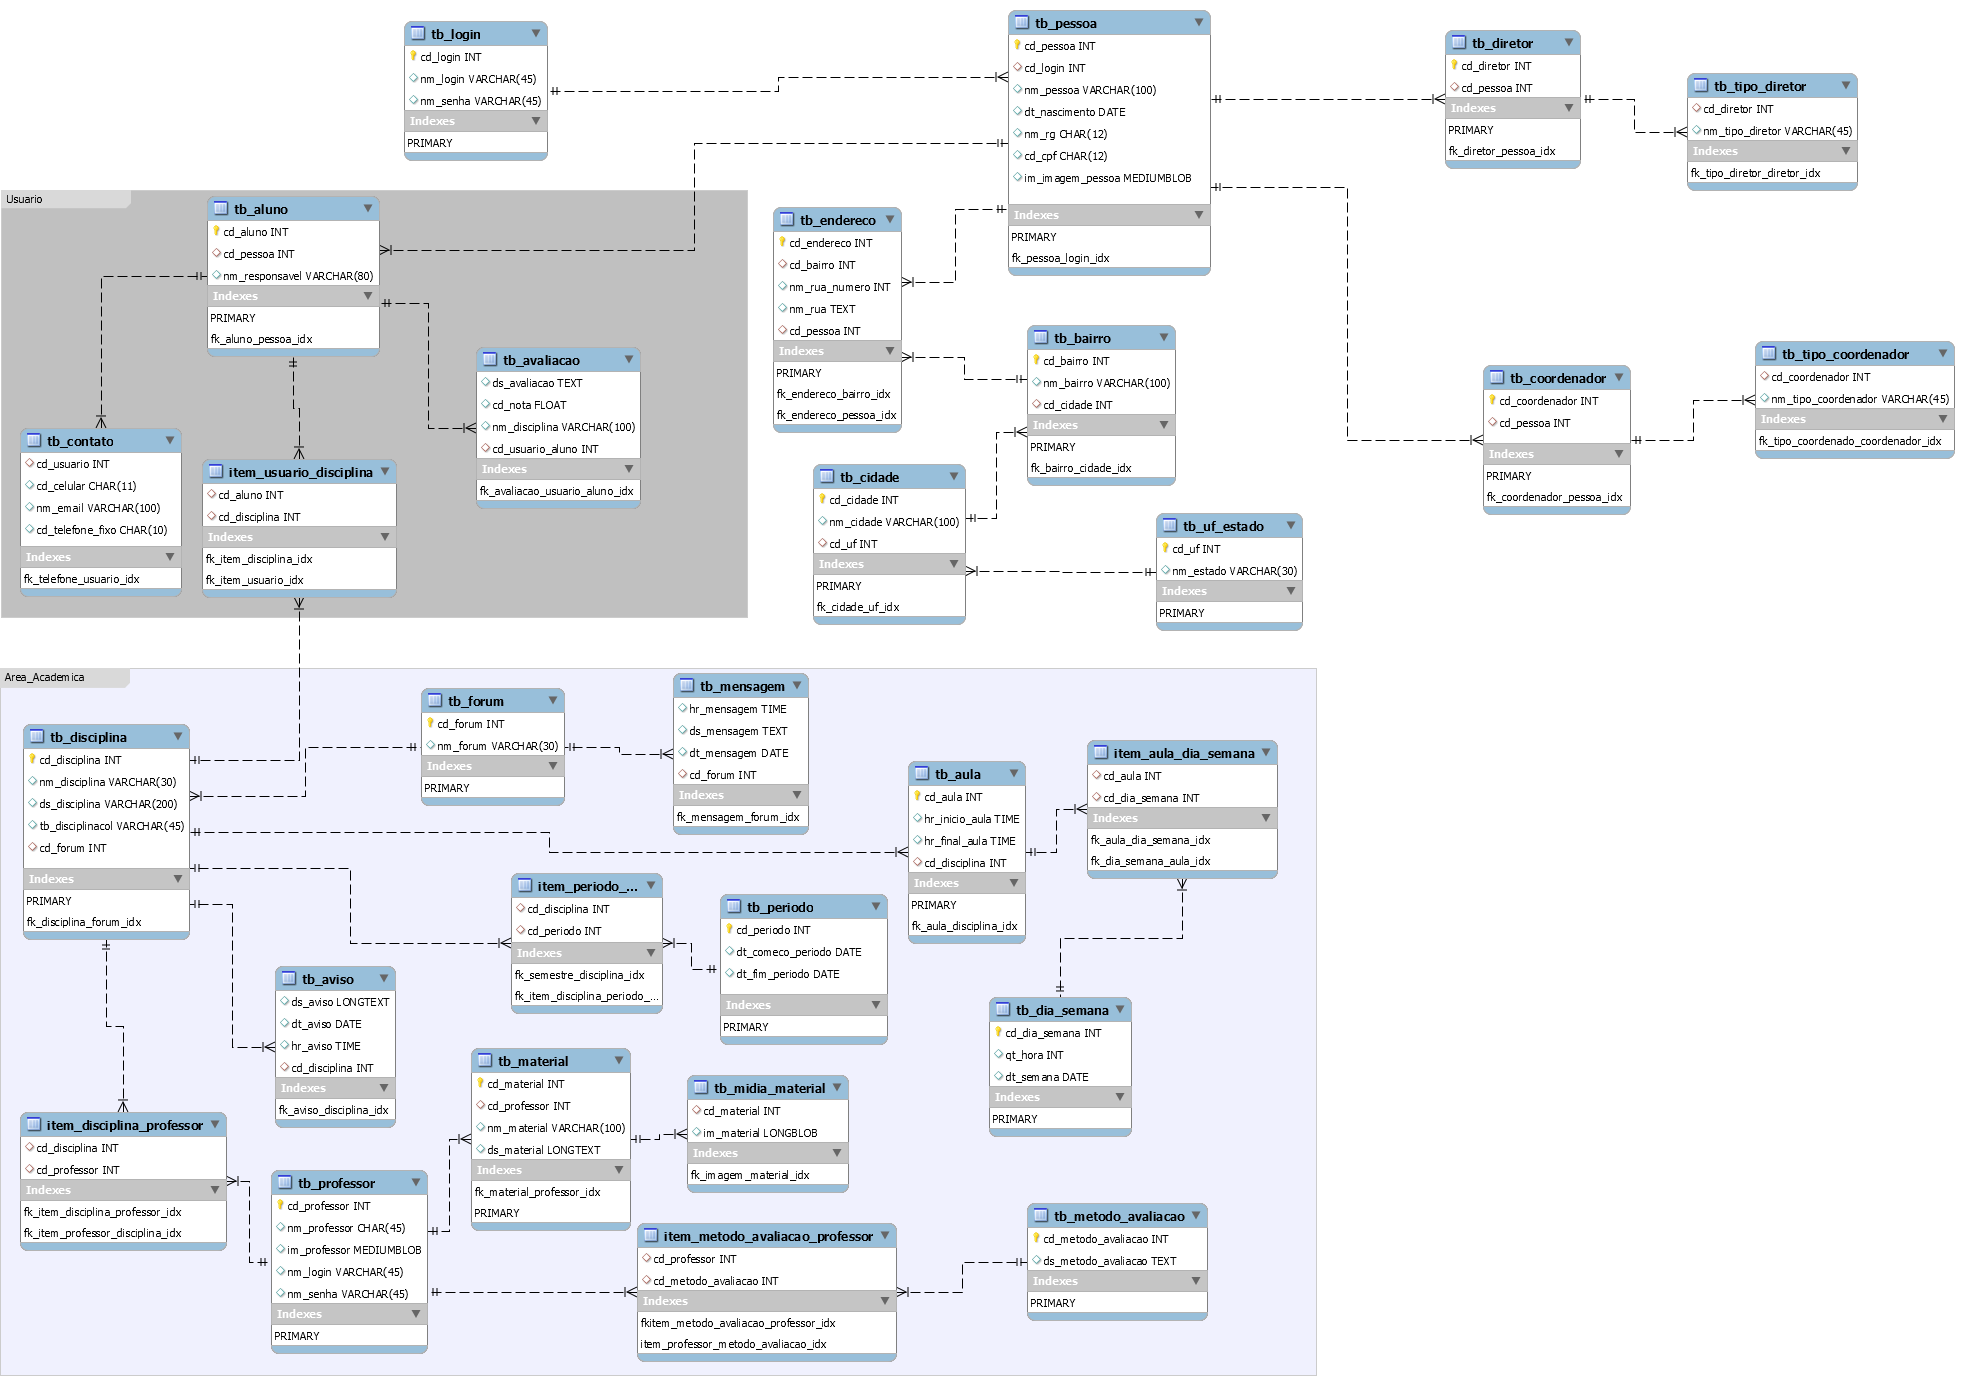 tb_login
cd_login INT
nm_login VARCHAR(45)
nm_senha VARCHAR(45)
Indexes
PRIMARY
tb_pessoa
cd_pessoa INT
cd_login INT
nm_pessoa VARCHAR(100)
dt_nascimento DATE
nm_rg CHAR(12)
cd_cpf CHAR(12)
im_imagem_pessoa MEDIUMBLOB
Indexes
PRIMARY
fk_pessoa_login_idx
tb_diretor
cd_diretor INT
cd_pessoa INT
Indexes
PRIMARY
fk_diretor_pessoa_idx
tb_tipo_diretor
cd_diretor INT
nm_tipo_diretor VARCHAR(45)
Indexes
fk_tipo_diretor_diretor_idx
Usuario
tb_aluno
cd_aluno INT
cd_pessoa INT
nm_responsavel VARCHAR(80)
Indexes
PRIMARY
fk_aluno_pessoa_idx
tb_avaliacao
ds_avaliacao TEXT
cd_nota FLOAT
nm_disciplina VARCHAR(100)
cd_usuario_aluno INT
Indexes
fk_avaliacao_usuario_aluno_idx
tb_contato
cd_usuario INT
cd_celular CHAR(11)
nm_email VARCHAR(100)
cd_telefone_fixo CHAR(10)
Indexes
fk_telefone_usuario_idx
item_usuario_disciplina
cd_aluno INT
cd_disciplina INT
Indexes
fk_item_disciplina_idx
fk_item_usuario_idx
tb_endereco
cd_endereco INT
cd_bairro INT
nm_rua_numero INT
nm_rua TEXT
cd_pessoa INT
Indexes
PRIMARY
fk_endereco_bairro_idx
fk_endereco_pessoa_idx
tb_bairro
cd_bairro INT
nm_bairro VARCHAR(100)
cd_cidade INT
Indexes
PRIMARY
fk_bairro_cidade_idx
tb_cidade
cd_cidade INT
nm_cidade VARCHAR(100)
cd_uf INT
Indexes
PRIMARY
fk_cidade_uf_idx
tb_uf_estado
cd_uf INT
nm_estado VARCHAR(30)
Indexes
PRIMARY
tb_coordenador
cd_coordenador INT
cd_pessoa INT
Indexes
PRIMARY
fk_coordenador_pessoa_idx
tb_tipo_coordenador
cd_coordenador INT
nm_tipo_coordenador VARCHAR(45)
Indexes
fk_tipo_coordenado_coordenador_idx
Area_Academica
tb_disciplina
cd_disciplina INT
nm_disciplina VARCHAR(30)
ds_disciplina VARCHAR(200)
tb_disciplinacol VARCHAR(45)
cd_forum INT
Indexes
PRIMARY
fk_disciplina_forum_idx
tb_forum
cd_forum INT
nm_forum VARCHAR(30)
Indexes
PRIMARY
tb_mensagem
hr_mensagem TIME
ds_mensagem TEXT
dt_mensagem DATE
cd_forum INT
Indexes
fk_mensagem_forum_idx
tb_aula
cd_aula INT
hr_inicio_aula TIME
hr_final_aula TIME
cd_disciplina INT
Indexes
PRIMARY
fk_aula_disciplina_idx
item_aula_dia_semana
cd_aula INT
cd_dia_semana INT
Indexes
fk_aula_dia_semana_idx
fk_dia_semana_aula_idx
item_periodo_...
cd_disciplina INT
cd_periodo INT
Indexes
fk_semestre_disciplina_idx
fk_item_disciplina_periodo_...
tb_periodo
cd_periodo INT
dt_comeco_periodo DATE
dt_fim_periodo DATE
Indexes
PRIMARY
tb_aviso
ds_aviso LONGTEXT
dt_aviso DATE
hr_aviso TIME
cd_disciplina INT
Indexes
fk_aviso_disciplina_idx
tb_dia_semana
cd_dia_semana INT
qt_hora INT
dt_semana DATE
Indexes
PRIMARY
tb_material
cd_material INT
cd_professor INT
nm_material VARCHAR(100)
ds_material LONGTEXT
Indexes
fk_material_professor_idx
PRIMARY
tb_midia_material
cd_material INT
im_material LONGBLOB
Indexes
fk_imagem_material_idx
item_disciplina_professor
cd_disciplina INT
cd_professor INT
Indexes
fk_item_disciplina_professor_idx
fk_item_professor_disciplina_idx
tb_professor
cd_professor INT
nm_professor CHAR(45)
im_professor MEDIUMBLOB
nm_login VARCHAR(45)
nm_senha VARCHAR(45)
Indexes
PRIMARY
item_metodo_avaliacao_professor
cd_professor INT
cd_metodo_avaliacao INT
Indexes
fkitem_metodo_avaliacao_professor_idx
item_professor_metodo_avaliacao_idx
tb_metodo_avaliacao
cd_metodo_avaliacao INT
ds_metodo_avaliacao TEXT
Indexes
PRIMARY